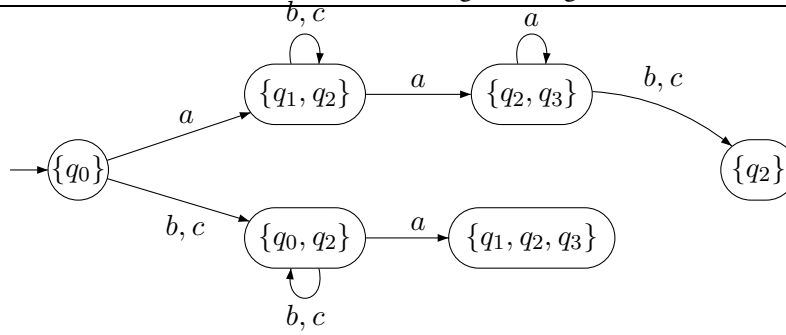 b, c a
{q1, q2} a {q2, q3} b, c
a
{q0} {q2}
b, c {q0, q2} a {q1, q2, q3}
b, c